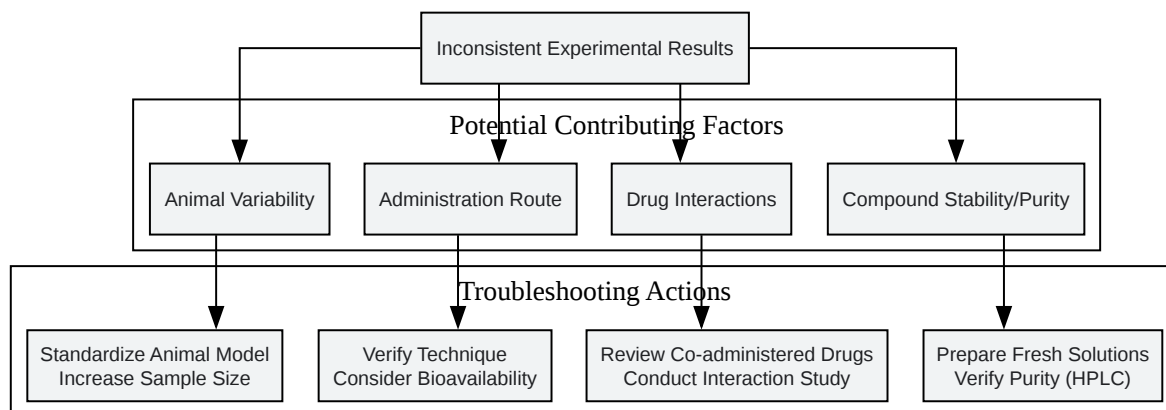 Inconsistent Experimental Results
Potential Contributing Factors
Animal Variability
Administration Route
Drug Interactions
Compound Stability/Purity
Troubleshooting Actions
Standardize Animal Model
Increase Sample Size
Verify Technique
Consider Bioavailability
Review Co-administered Drugs
Conduct Interaction Study
Prepare Fresh Solutions
Verify Purity (HPLC)